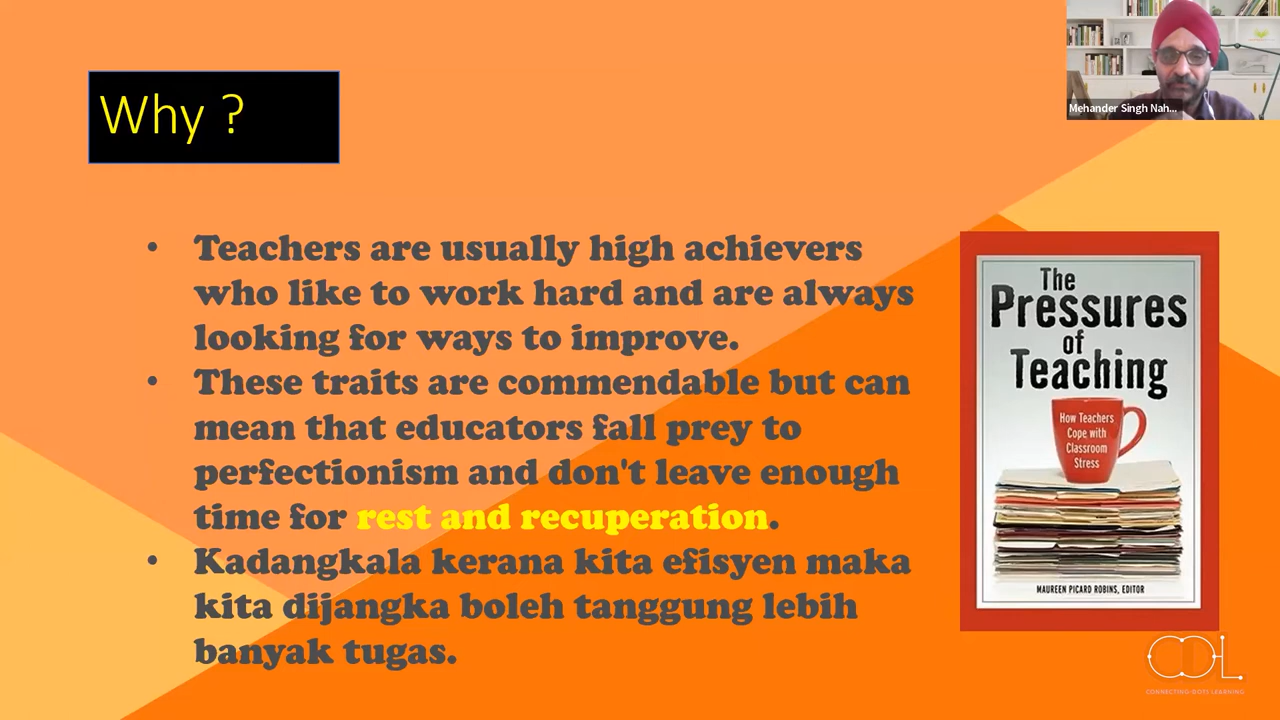 Mehander Singh Nah...
Why ?
• Teachers are usually high achievers
who like to work hard and are always
looking for ways to improve.
• These traits are commendable but can
mean that educators fall prey to
perfectionism and don't leave enough
time for rest and recuperation.
• Kadangkala kerana kita efisyen maka
kita dijangka boleh tanggung lebih
banyak tugas.
The
Pressures
of
Teaching
How Teachers
Cope with
Classroom
Stress
MAUREEN PICARD ROBINS, EDITOR
CDL
CONNECTING-DOTS LEARNING